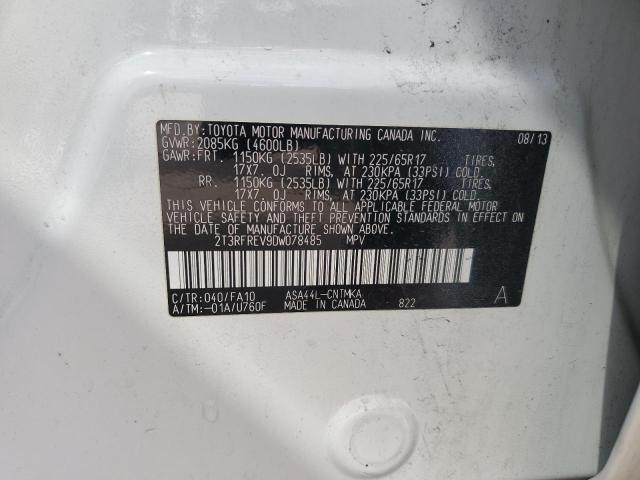 MFD.BY:TOYOTA MOTOR MANUFACTURING CANADA INC. 08/13
GVWR:2085KG (4600LB)
GAWR:FRT. 1150KG (2535LB) WITH 225/65R17 TIRES,
17X7. 0J RIMS, AT 230KPA (33PSI) COLD.
RR. 1150KG (2535LB) WITH 225/65R17 TIRES,
17X7. 0J RIMS, AT 230KPA (33PSI) COLD.
THIS VEHICLE CONFORMS TO ALL APPLICABLE FEDERAL MOTOR
VEHICLE SAFETY AND THEFT PREVENTION STANDARDS IN EFFECT ON
THE DATE OF MANUFACTURE SHOWN ABOVE.
2T3RFREV9DW078485 MPV
C/TR:040/FA10 ASA44L-CNTMKA A
A/TM:-01A/U760F MADE IN CANADA 822